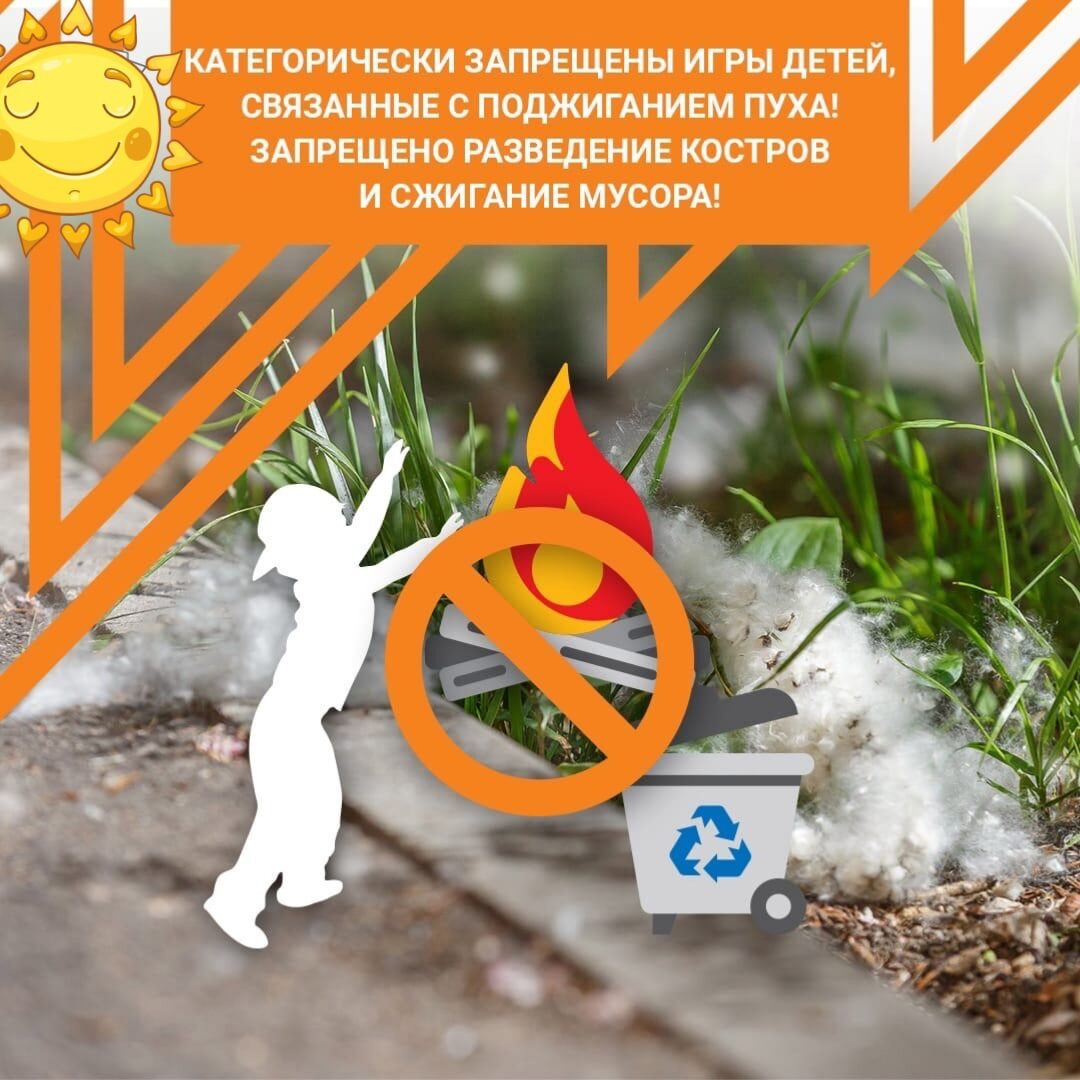 КАТЕГОРИЧЕСКИ ЗАПРЕЩЕНЫ ИГРЫ ДЕТЕЙ,
СВЯЗАННЫЕ С ПОДЖИГАНИЕМ ПУХА!
ЗАПРЕЩЕНО РАЗВЕДЕНИЕ КОСТРОВ
И СЖИГАНИЕ МУСОРА!